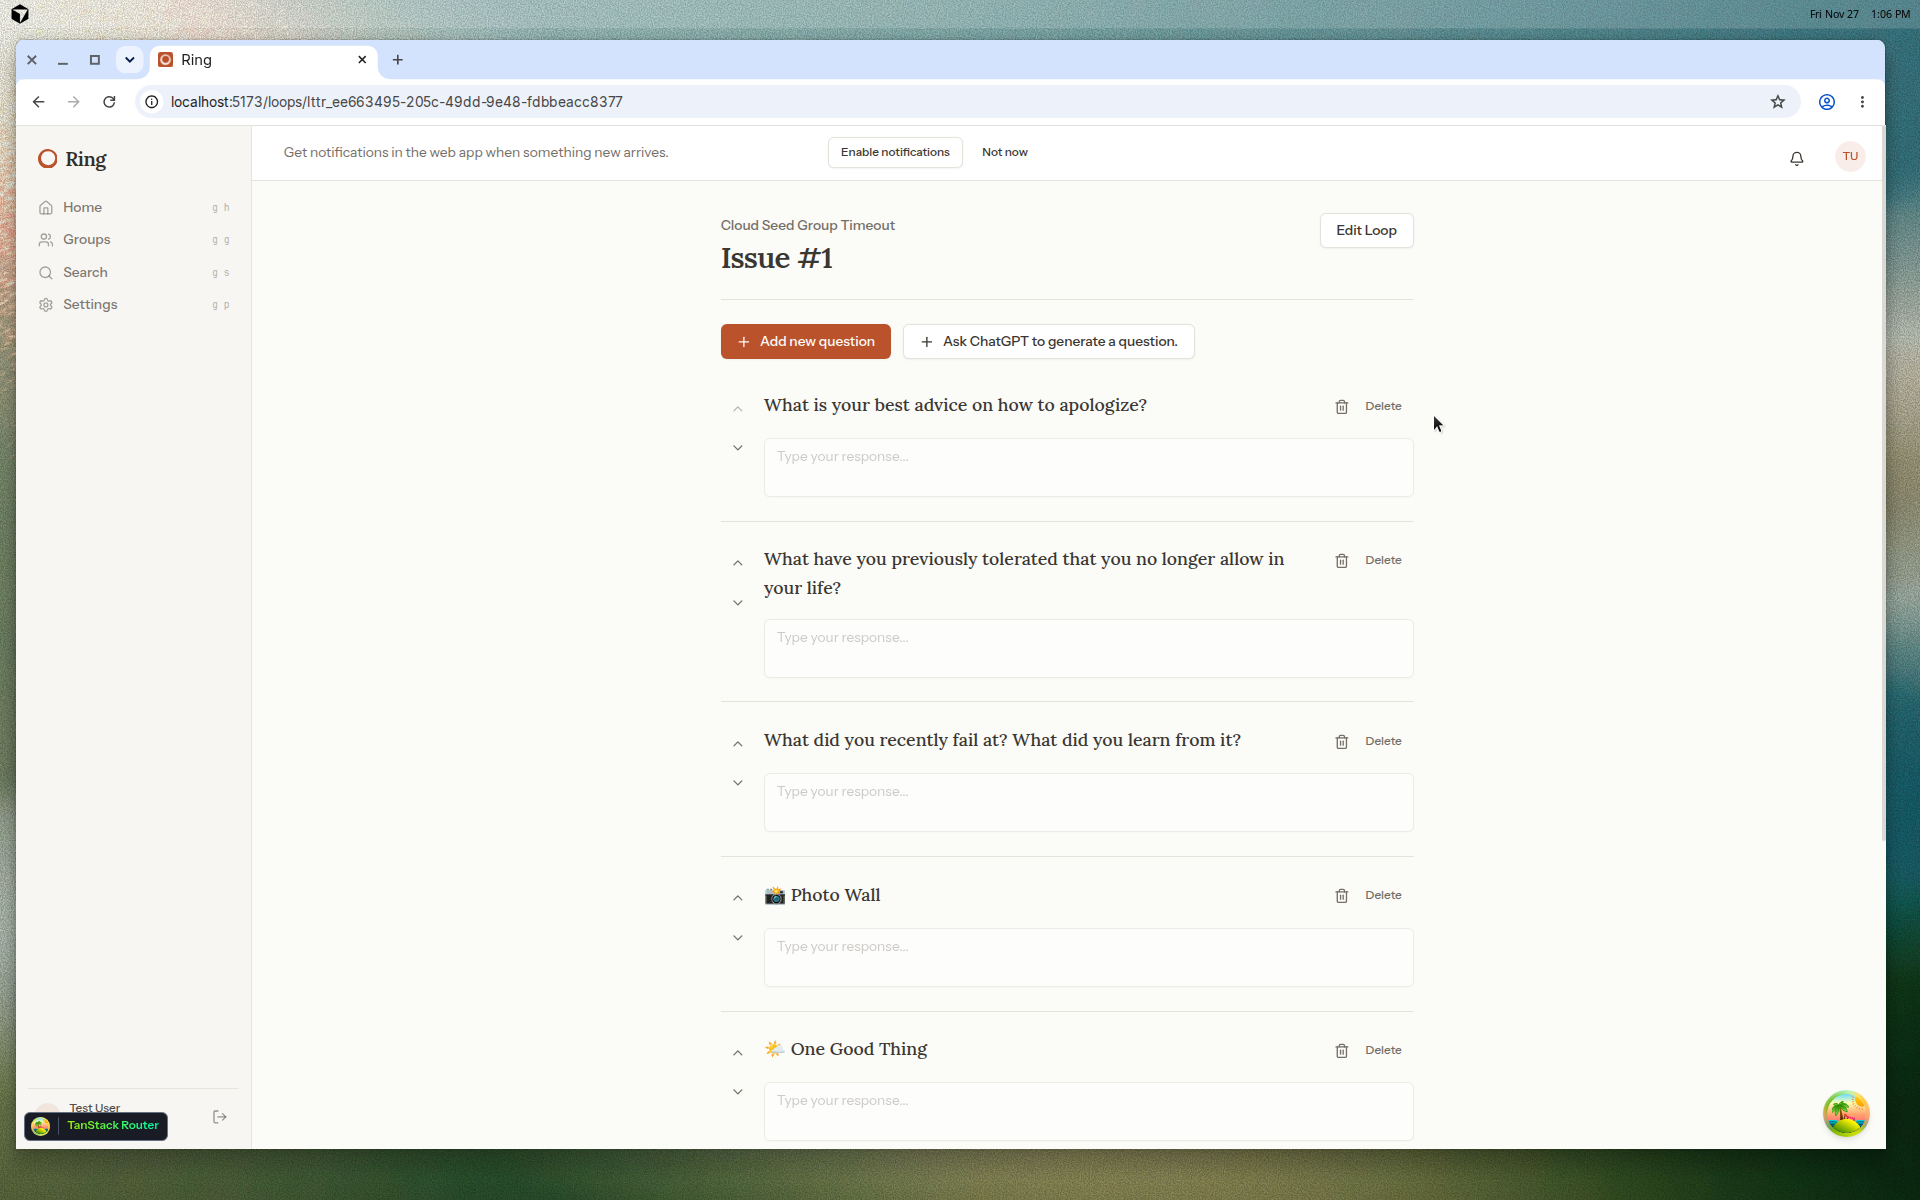 Fri Nov 27 1:06 PM
Ring
localhost:5173/loops/lttr_ee663495-205c-49dd-9e48-fdbbeacc8377
Ring
Home g h
Groups g g
Search g s
Settings g p
Get notifications in the web app when something new arrives.
Enable notifications
Not now
TU
Cloud Seed Group Timeout
Issue #1
Edit Loop
Add new question
Ask ChatGPT to generate a question.
What is your best advice on how to apologize?
Delete
Type your response...
What have you previously tolerated that you no longer allow in
your life?
Delete
Type your response...
What did you recently fail at? What did you learn from it?
Delete
Type your response...
📸 Photo Wall
Delete
Type your response...
🌤️ One Good Thing
Delete
Type your response...
Test User
TanStack Router